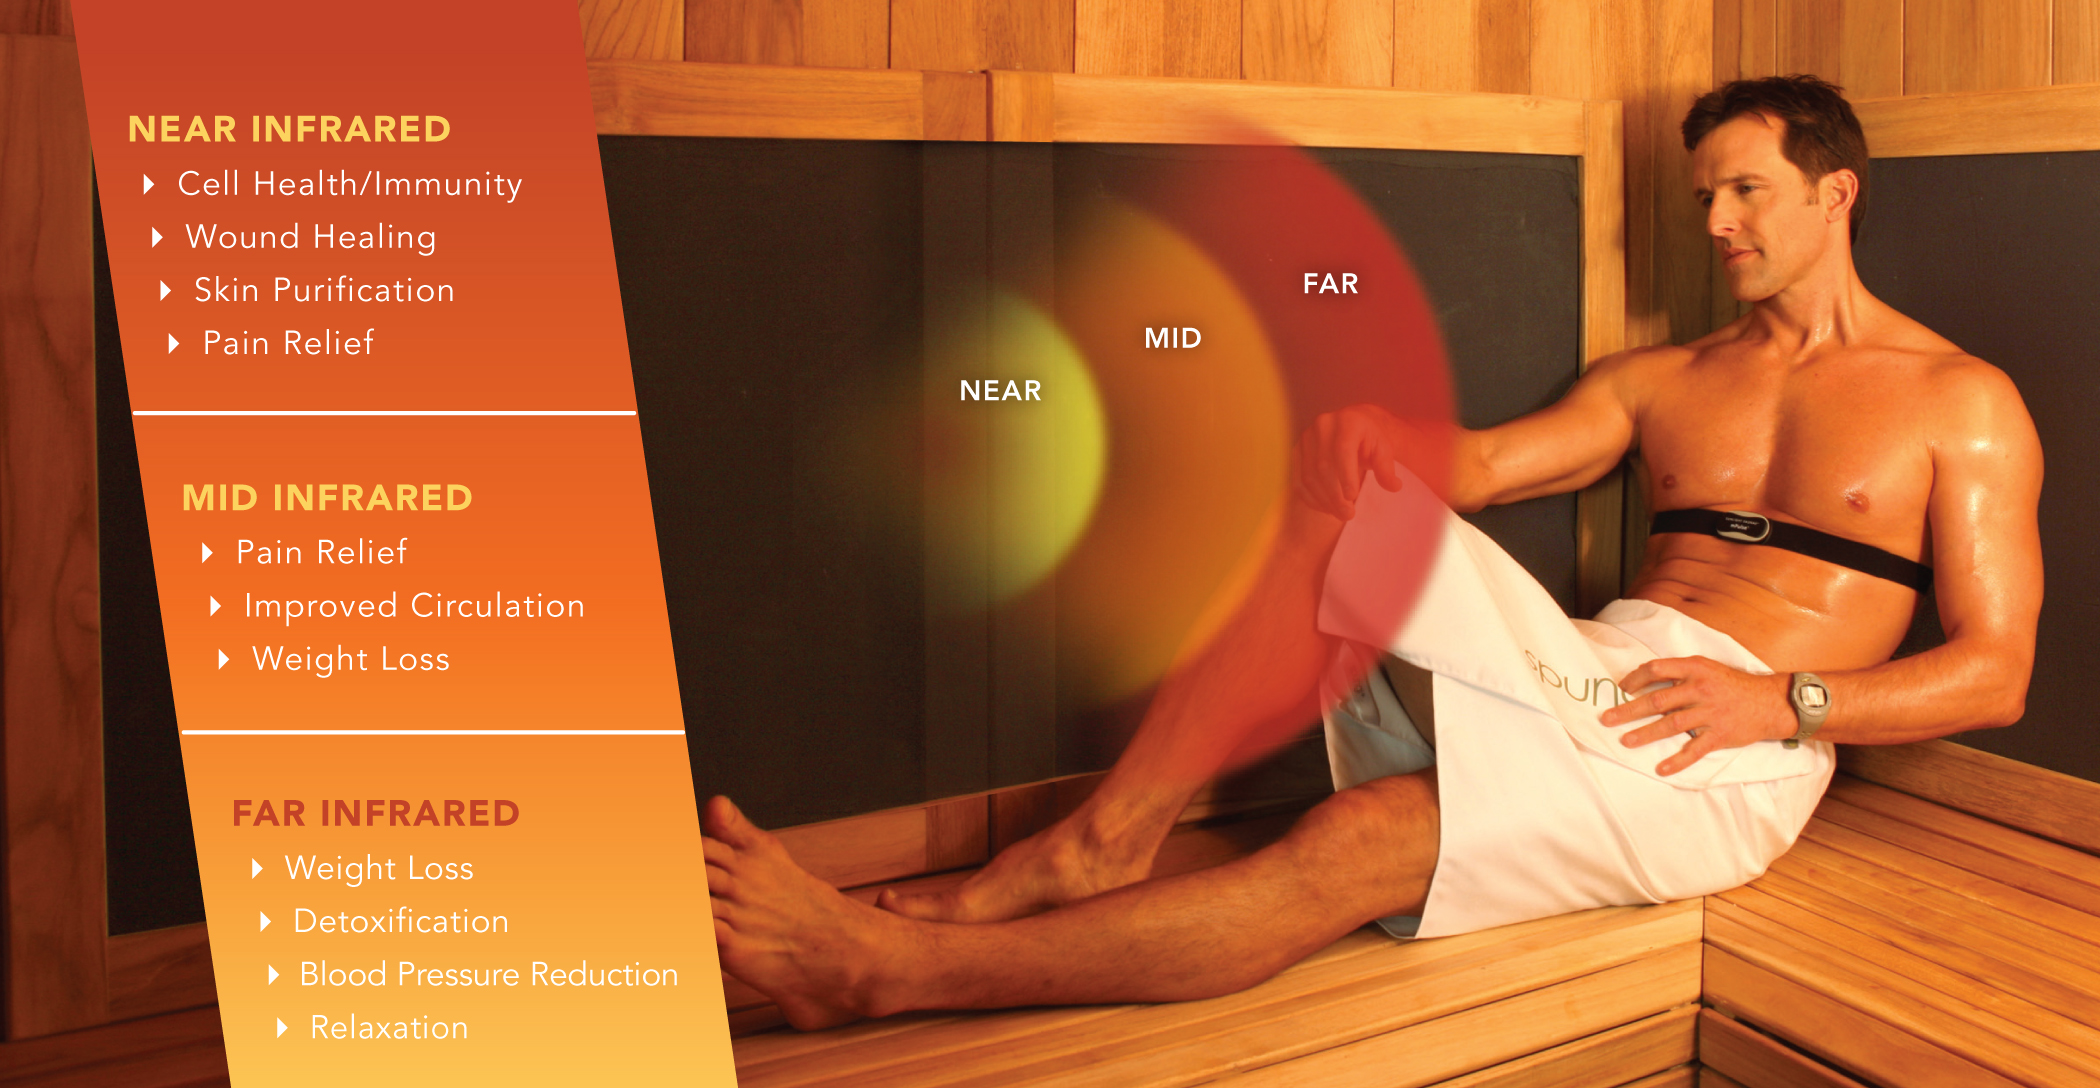 NEAR INFRARED
Cell Health/Immunity
Wound Healing
Skin Purification
Pain Relief
MID INFRARED
Pain Relief
Improved Circulation
Weight Loss
FAR INFRARED
Weight Loss
Detoxification
Blood Pressure Reduction
Relaxation
NEAR
MID
FAR